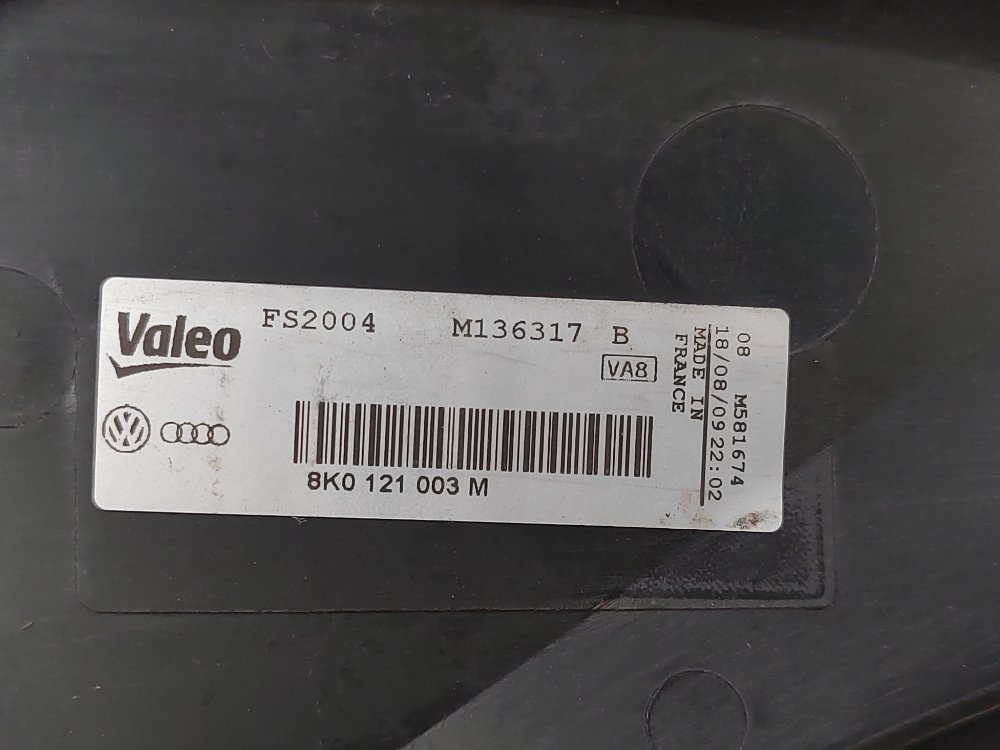 Valeo
FS2004 M136317 B
VA8
8K0 121 003 M
08 M581674
18/08/09 22:02
MADE IN
FRANCE